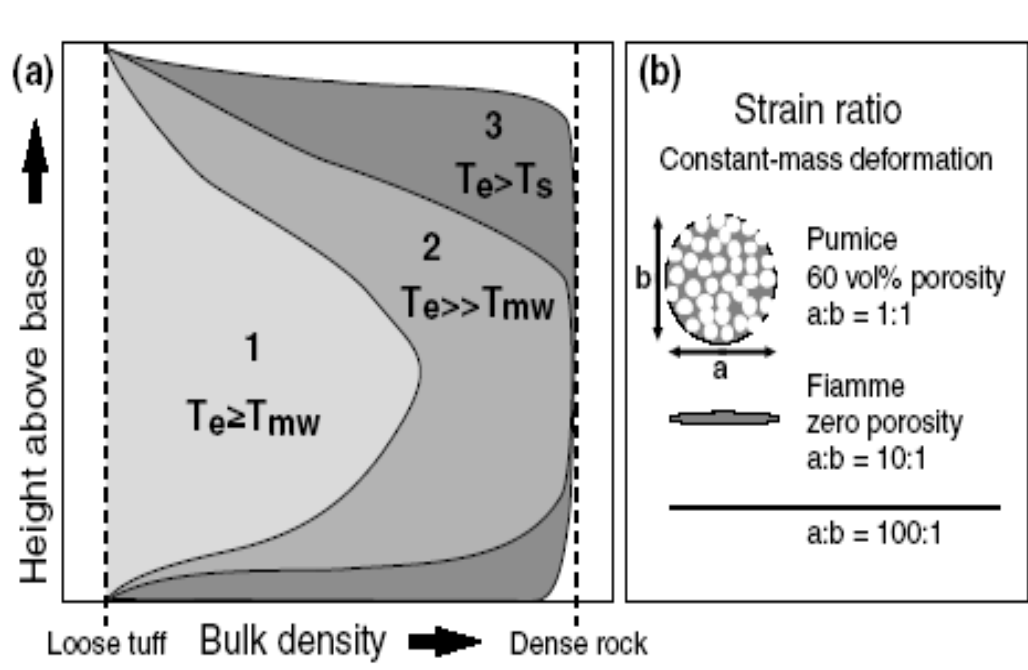 (a)
Height above base
3
Te>Ts
2
Te>>Tmw
1
Te≥Tmw
Loose tuff
Bulk density
Dense rock
(b)
Strain ratio
Constant-mass deformation
b
a
Pumice
60 vol% porosity
a:b = 1:1
Fiamme
zero porosity
a:b = 10:1
a:b = 100:1